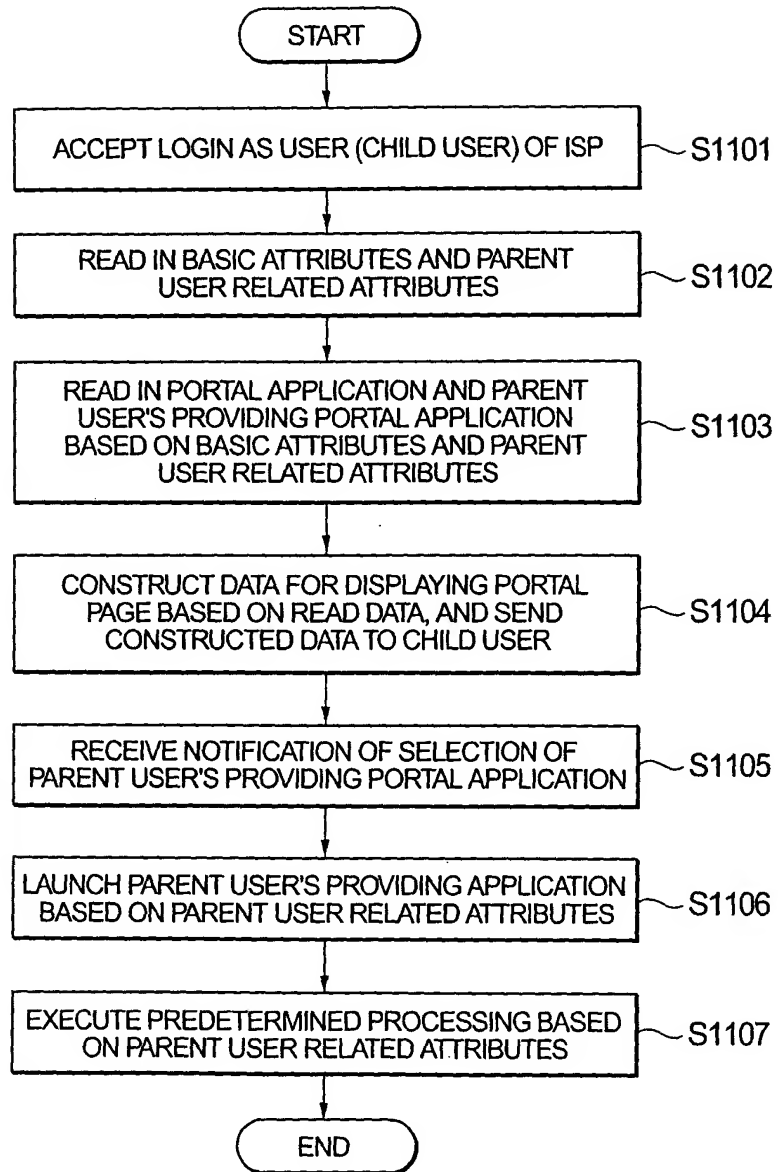 START
ACCEPT LOGIN AS USER (CHILD USER) OF ISP
S1101
READ IN BASIC ATTRIBUTES AND PARENT
USER RELATED ATTRIBUTES
S1102
READ IN PORTAL APPLICATION AND PARENT
USER'S PROVIDING PORTAL APPLICATION
BASED ON BASIC ATTRIBUTES AND PARENT
USER RELATED ATTRIBUTES
S1103
CONSTRUCT DATA FOR DISPLAYING PORTAL
PAGE BASED ON READ DATA, AND SEND
CONSTRUCTED DATA TO CHILD USER
S1104
RECEIVE NOTIFICATION OF SELECTION OF
PARENT USER'S PROVIDING PORTAL APPLICATION
S1105
LAUNCH PARENT USER'S PROVIDING APPLICATION
BASED ON PARENT USER RELATED ATTRIBUTES
S1106
EXECUTE PREDETERMINED PROCESSING BASED
ON PARENT USER RELATED ATTRIBUTES
S1107
END